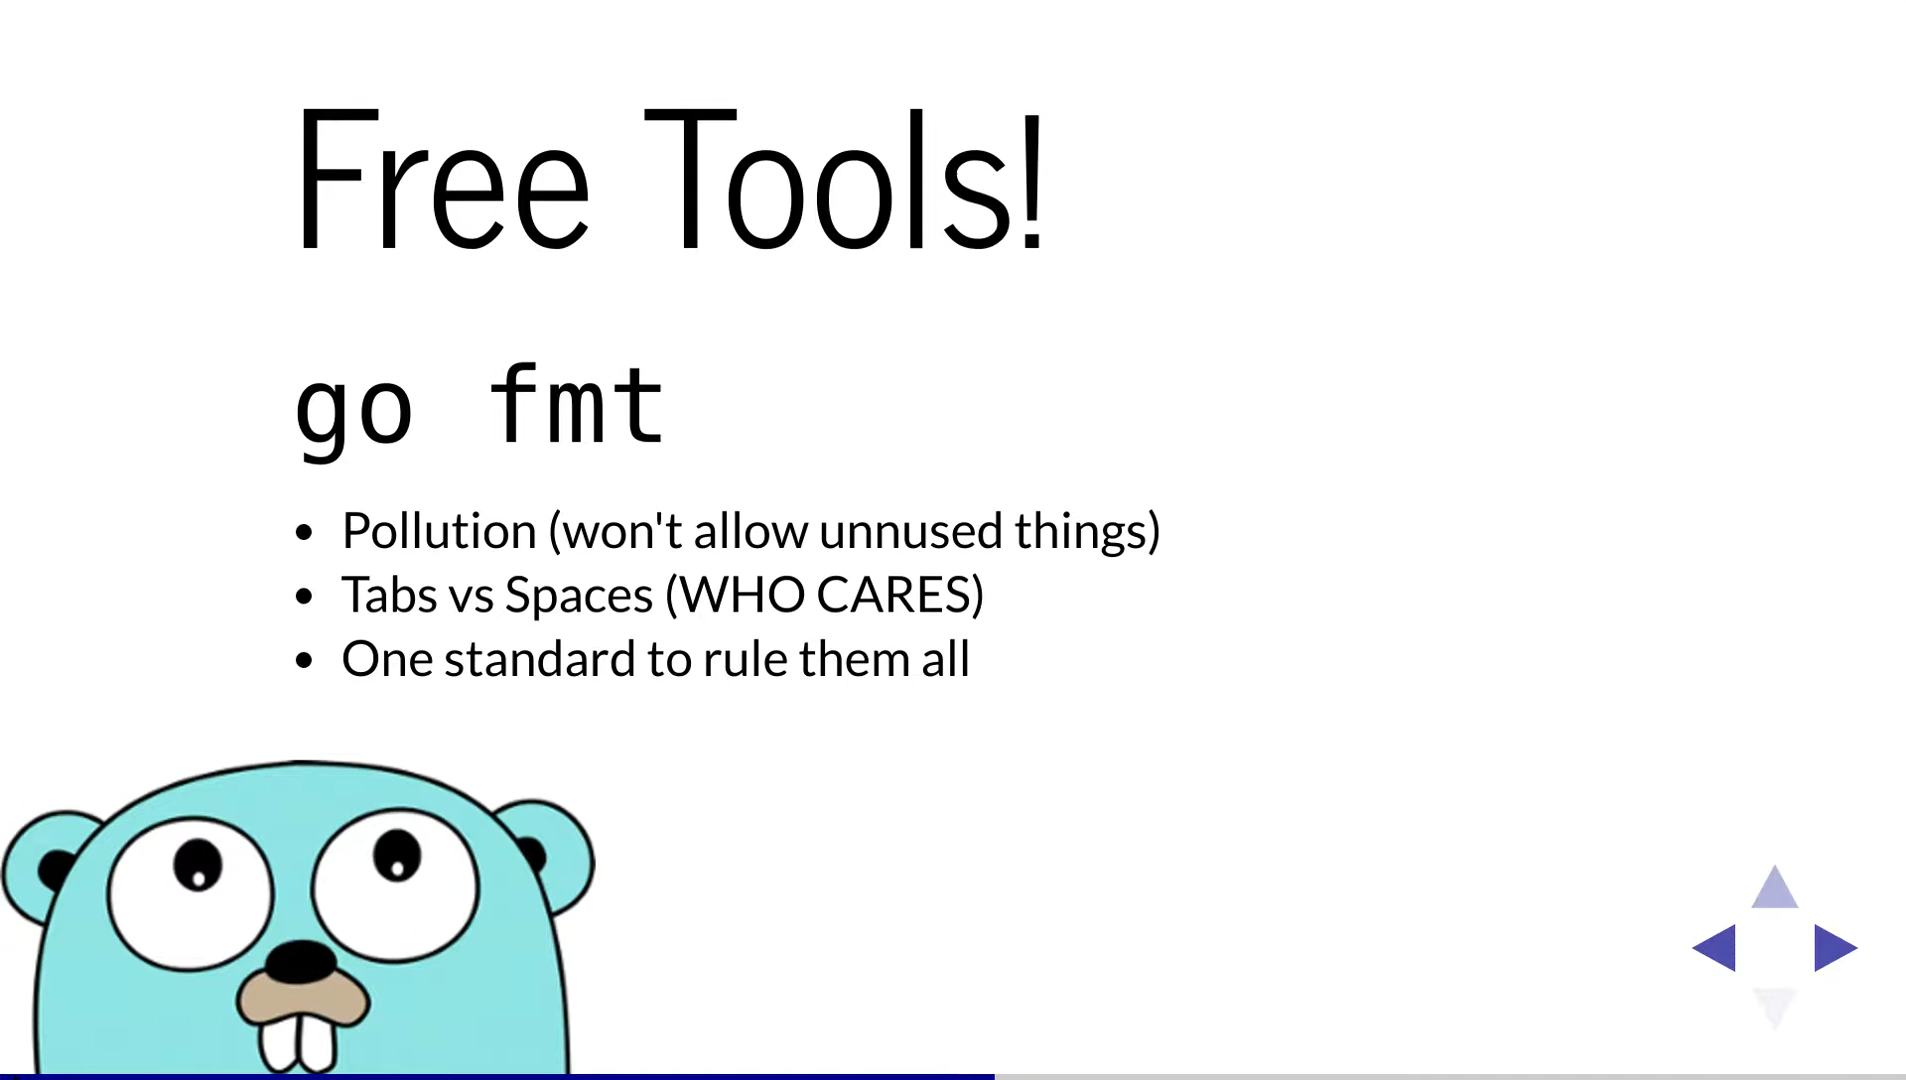 Free Tools!
go fmt
• Pollution (won't allow unnused things)
• Tabs vs Spaces (WHO CARES)
• One standard to rule them all